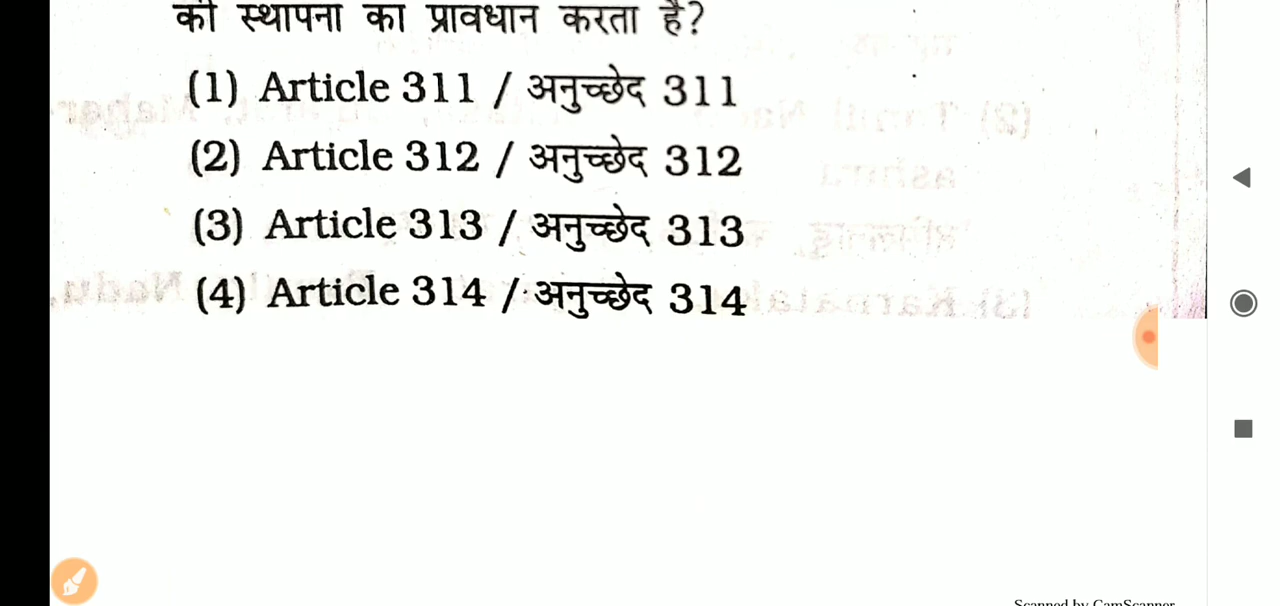 की स्थापना का प्रावधान करता है?
(1) Article 311 / अनुच्छेद 311
(2) Article 312 / अनुच्छेद 312
(3) Article 313 / अनुच्छेद 313
(4) Article 314 / अनुच्छेद 314
Scanned by CamScanner